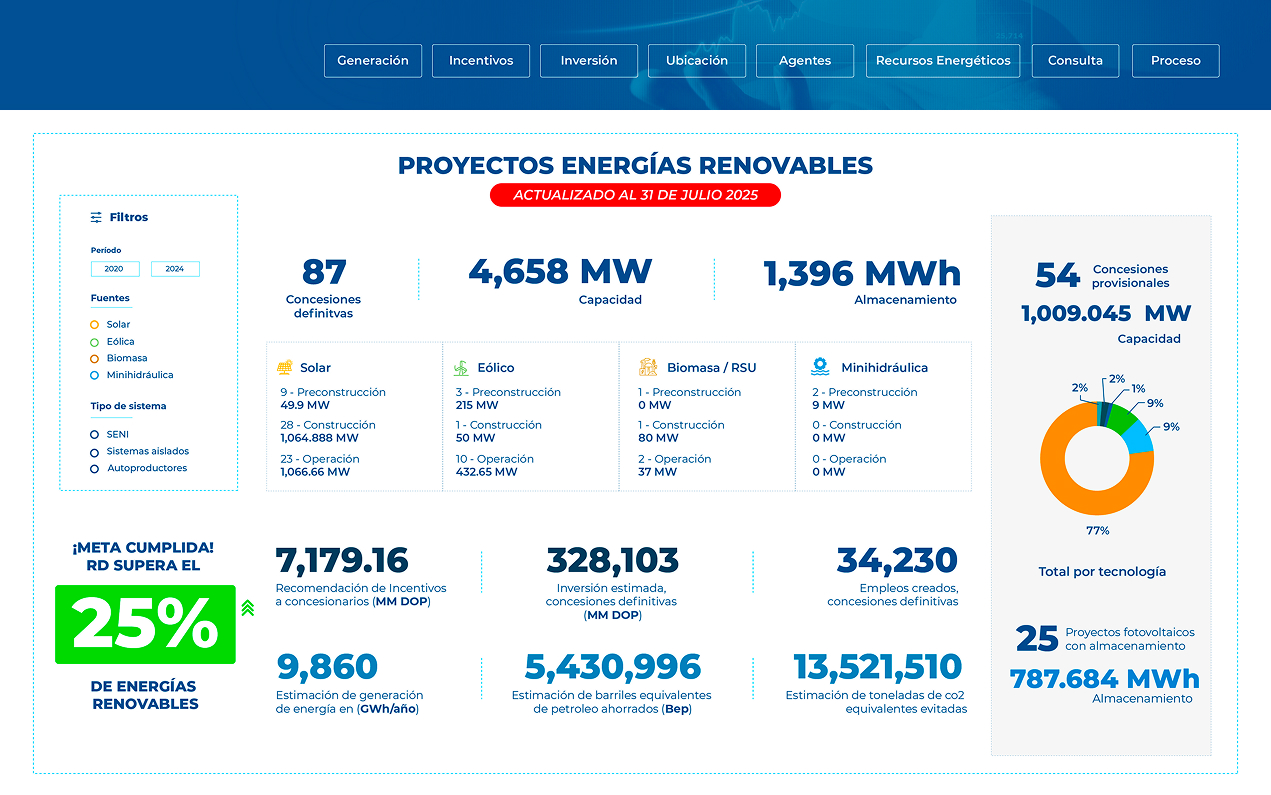 Generación
Incentivos
Inversión
Ubicación
Agentes
Recursos Energéticos
Consulta
Proceso
PROYECTOS ENERGÍAS RENOVABLES
ACTUALIZADO AL 31 DE JULIO 2025
Filtros
Período
2020
2024
Fuentes
Solar
Eólica
Biomasa
Minihidráulica
Tipo de sistema
SENI
Sistemas aislados
Autoproductores
87
Concesiones
definitvas
4,658 MW
Capacidad
1,396 MWh
Almacenamiento
Solar
9 - Preconstrucción
49.9 MW
28 - Construcción
1,064.888 MW
23 - Operación
1,066.66 MW
Eólico
3 - Preconstrucción
215 MW
1 - Construcción
50 MW
10 - Operación
432.65 MW
Biomasa / RSU
1 - Preconstrucción
0 MW
1 - Construcción
80 MW
2 - Operación
37 MW
Minihidráulica
2 - Preconstrucción
9 MW
0 - Construcción
0 MW
0 - Operación
0 MW
54
Concesiones
provisionales
1,009.045 MW
Capacidad
2%
2%
1%
9%
9%
77%
Total por tecnología
25
Proyectos fotovoltaicos
con almacenamiento
787.684 MWh
Almacenamiento
¡META CUMPLIDA!
RD SUPERA EL
25%
DE ENERGÍAS
RENOVABLES
7,179.16
Recomendación de Incentivos
a concesionarios (MM DOP)
328,103
Inversión estimada,
concesiones definitivas
(MM DOP)
34,230
Empleos creados,
concesiones definitivas
9,860
Estimación de generación
de energía en (GWh/año)
5,430,996
Estimación de barriles equivalentes
de petroleo ahorrados (Bep)
13,521,510
Estimación de toneladas de co2
equivalentes evitadas